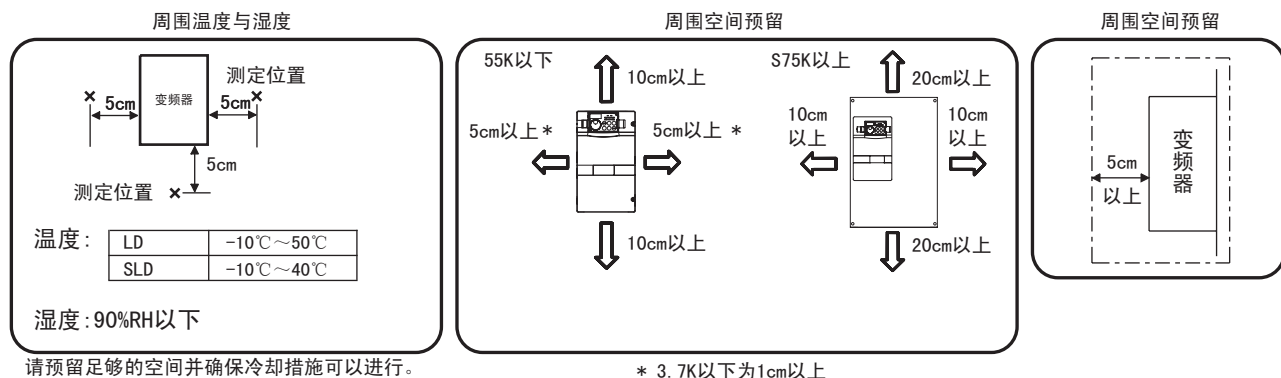 周围温度与湿度
测定位置
5cm
变频器
5cm
5cm
测定位置
温度:
LD -10℃~50℃
SLD -10℃~40℃
湿度:90%RH以下
请预留足够的空间并确保冷却措施可以进行。
周围空间预留
55K以下
10cm以上
5cm以上*
5cm以上 *
10cm以上
S75K以上
20cm以上
10cm
以上
10cm
以上
20cm以上
* 3.7K以下为1cm以上
周围空间预留
5cm
以上
变频器